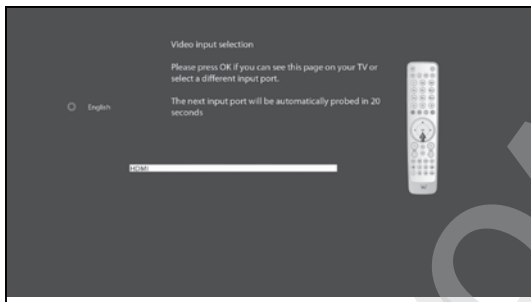 Video input selection
Please press OK if you can see this page on your TV or
select a different input port.
English
The next input port will be automatically probed in 20
seconds
HDMI